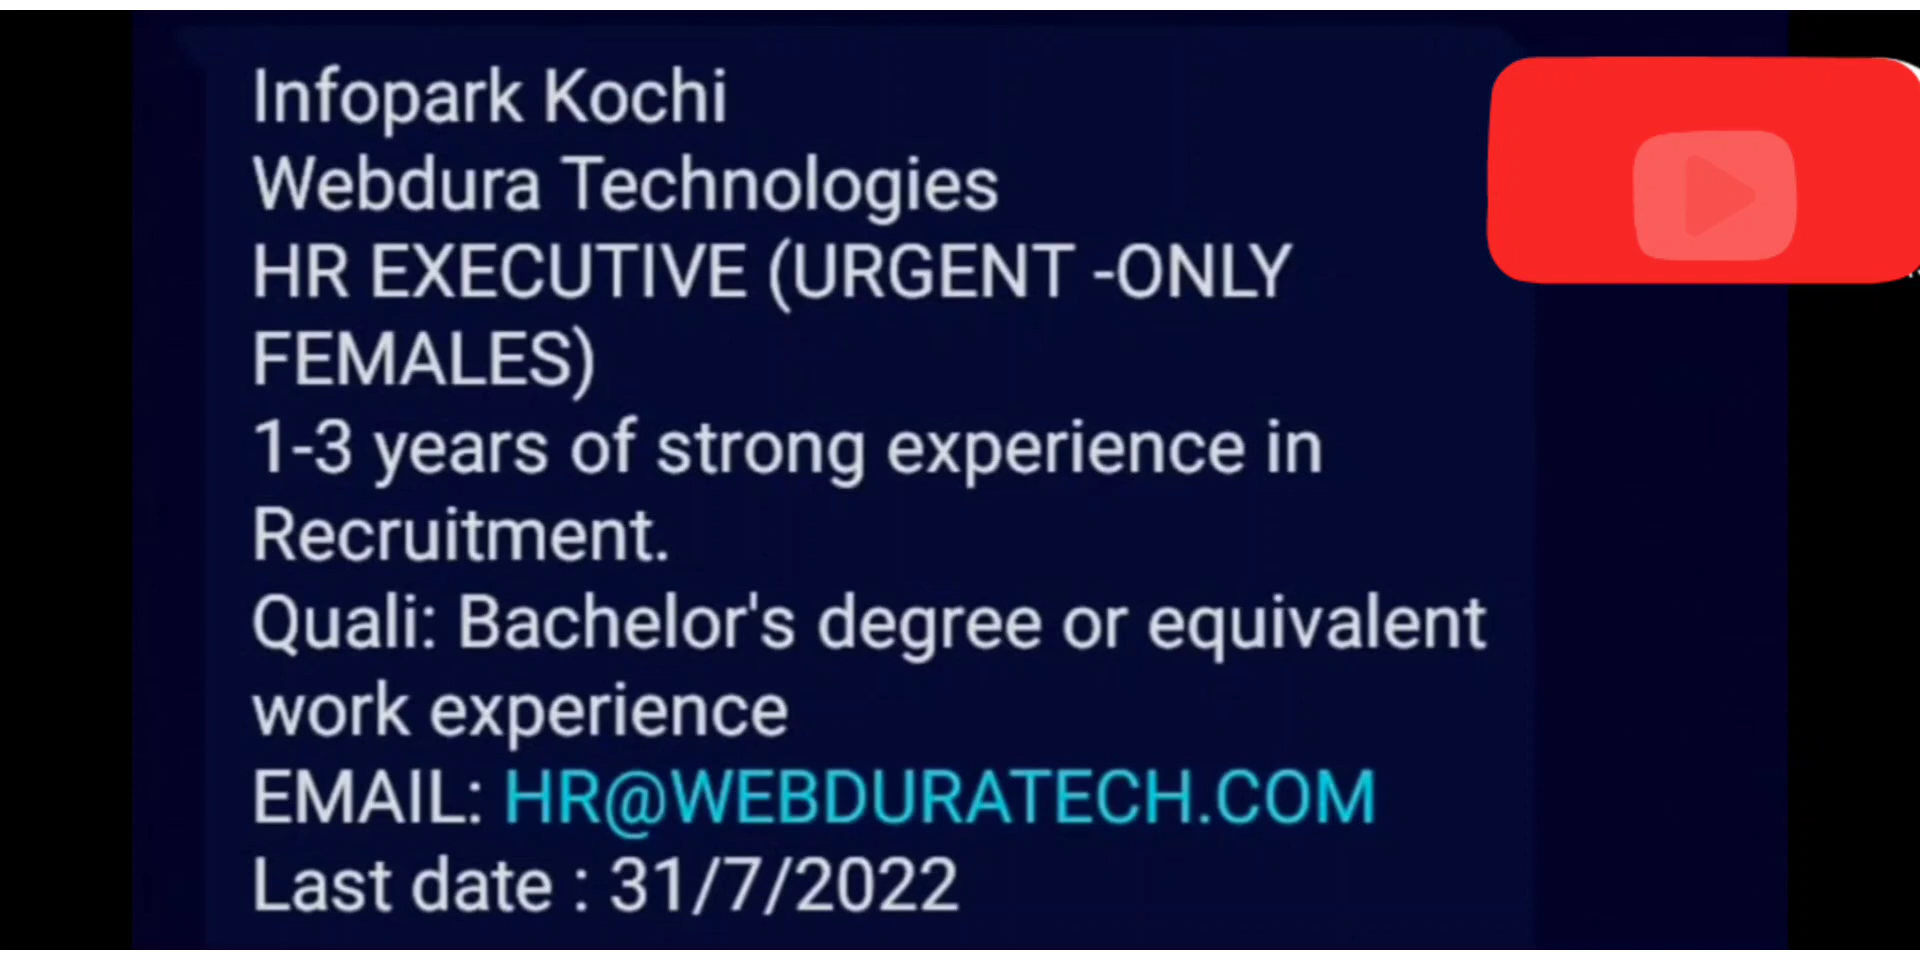 Infopark Kochi
Webdura Technologies
HR EXECUTIVE (URGENT -ONLY
FEMALES)
1-3 years of strong experience in
Recruitment.
Quali: Bachelor's degree or equivalent
work experience
EMAIL: HR@WEBDURATECH.COM
Last date : 31/7/2022